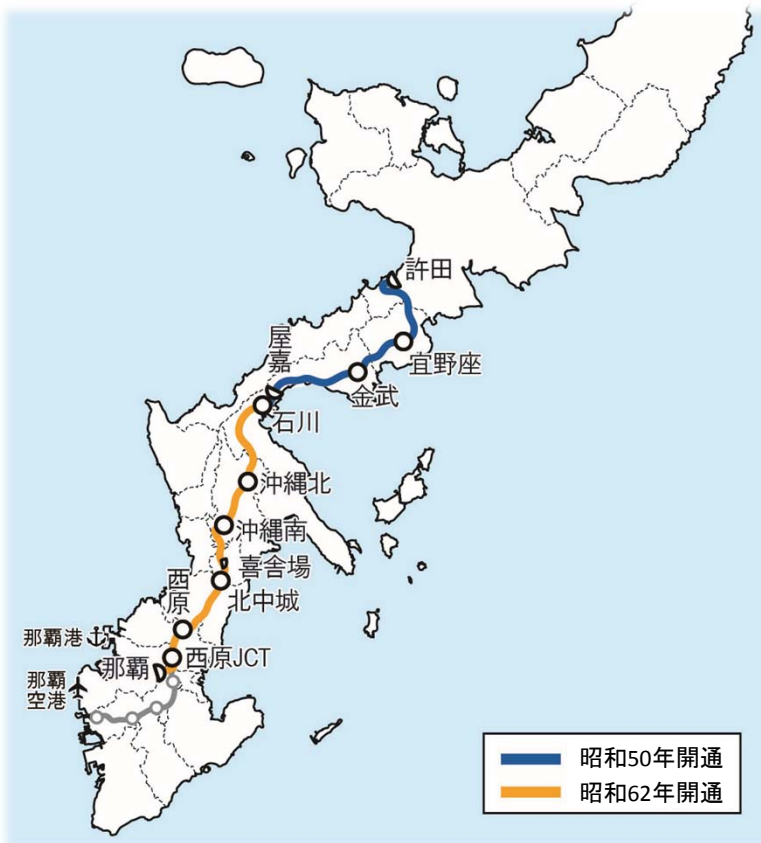 許田
宜野座
屋嘉
金武
石川
沖縄北
沖縄南
喜舎場
北中城
西原
那覇港
西原JCT
那覇
那覇
空港
昭和50年開通
昭和62年開通